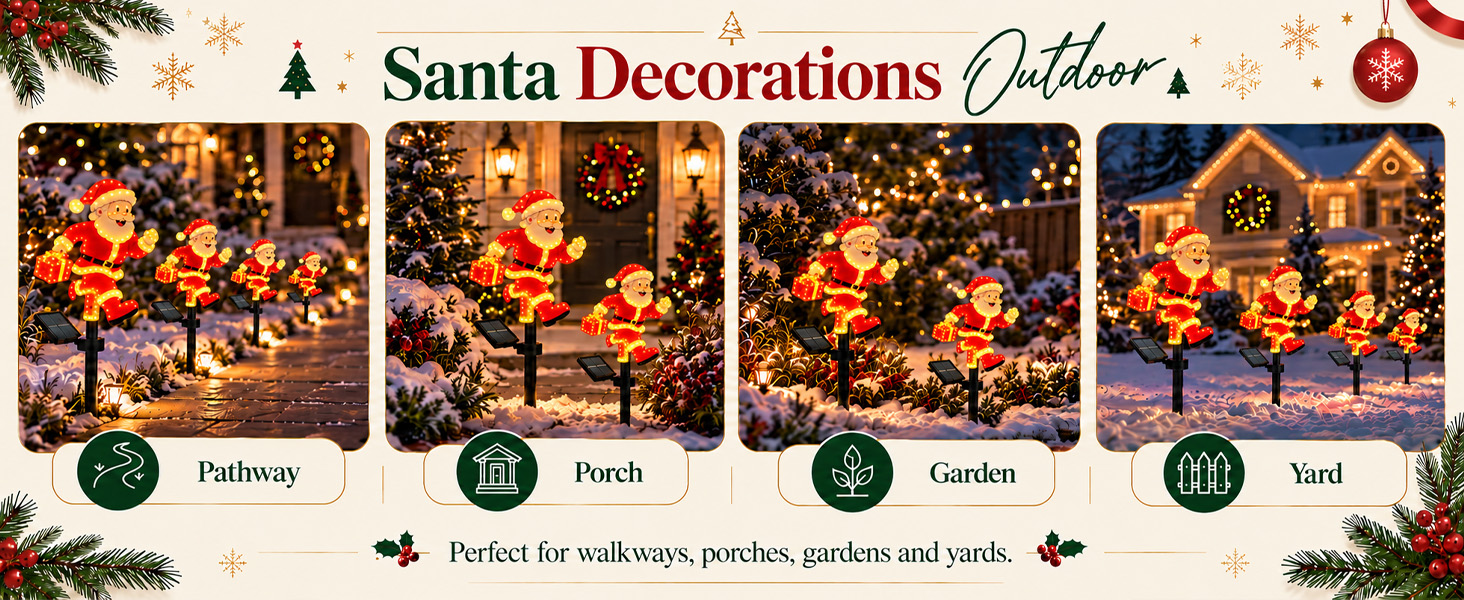 Santa Decorations Outdoor
Pathway
Porch
Garden
Yard
Perfect for walkways, porches, gardens and yards.